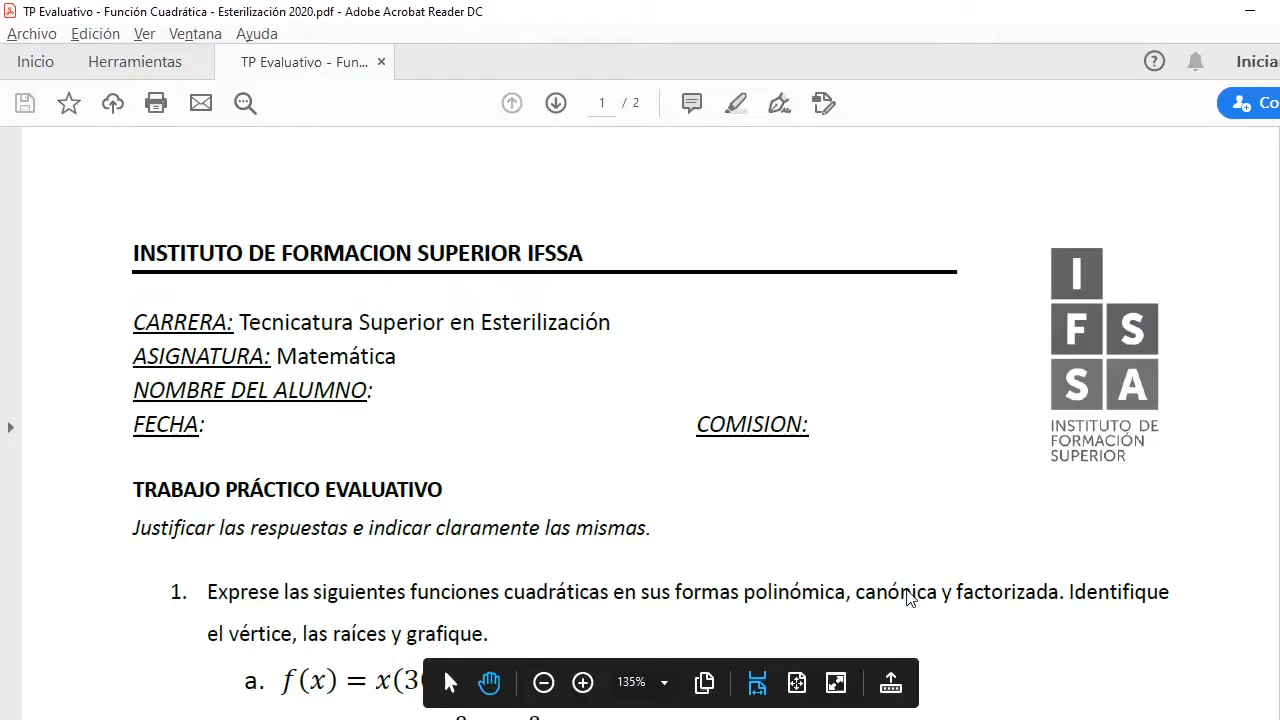 TP Evaluativo - Función Cuadrática - Esterilización 2020.pdf - Adobe Acrobat Reader DC
Archivo Edición Ver Ventana Ayuda
Inicio Herramientas TP Evaluativo - Fun... ×
Inicia
1 / 2
Co
INSTITUTO DE FORMACION SUPERIOR IFSSA
CARRERA: Tecnicatura Superior en Esterilización
ASIGNATURA: Matemática
NOMBRE DEL ALUMNO:
FECHA: COMISION:
I
F S
S A
INSTITUTO DE
FORMACIÓN
SUPERIOR
TRABAJO PRÁCTICO EVALUATIVO
Justificar las respuestas e indicar claramente las mismas.
1. Exprese las siguientes funciones cuadráticas en sus formas polinómica, canónica y factorizada. Identifique
el vértice, las raíces y grafique.
a. f(x) = x(3
135%